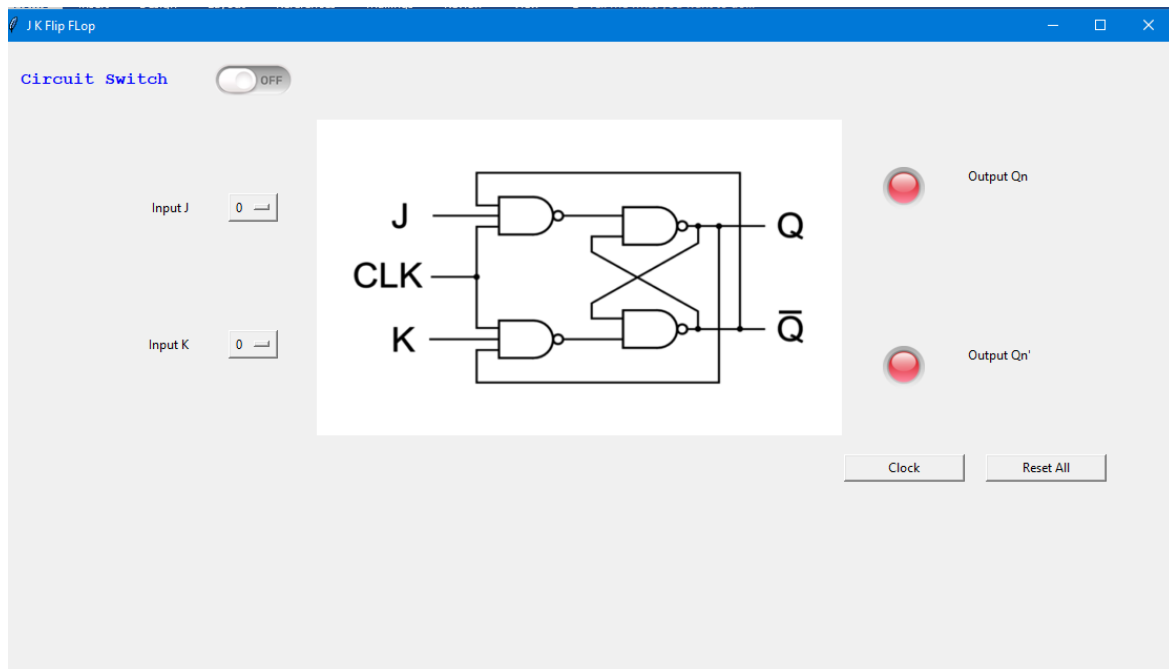 J K Flip FLop
Circuit Switch
OFF
Input J
0
Input K
0
J
CLK
K
Q
Q̅
Output Qn
Output Qn'
Clock
Reset All